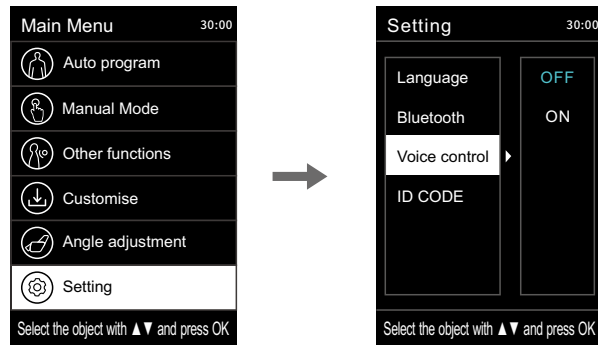 Main Menu 30:00
Auto program
Manual Mode
Other functions
Customise
Angle adjustment
Setting
Select the object with ▲▼ and press OK
Setting 30:00
Language
Bluetooth
Voice control
ID CODE
OFF
ON
Select the object with ▲▼ and press OK